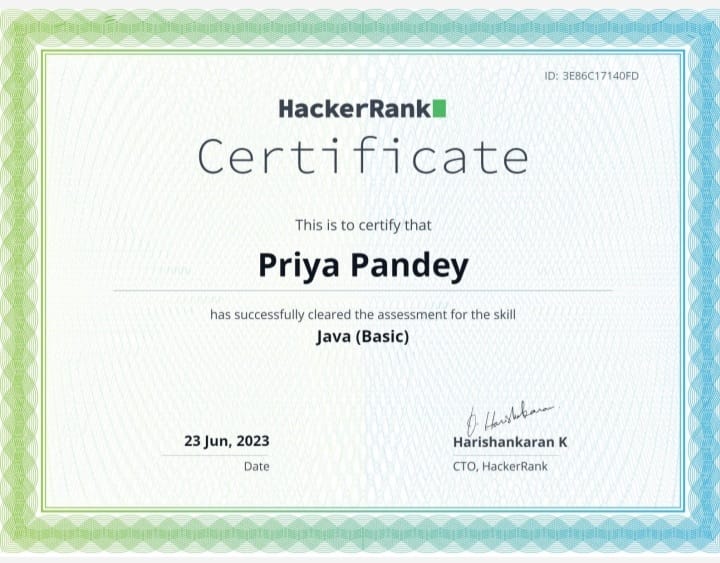 ID: 3E86C17140FD
HackerRank
Certificate
This is to certify that
Priya Pandey
has successfully cleared the assessment for the skill
Java (Basic)
23 Jun, 2023
Date
Harishankaran K
CTO, HackerRank